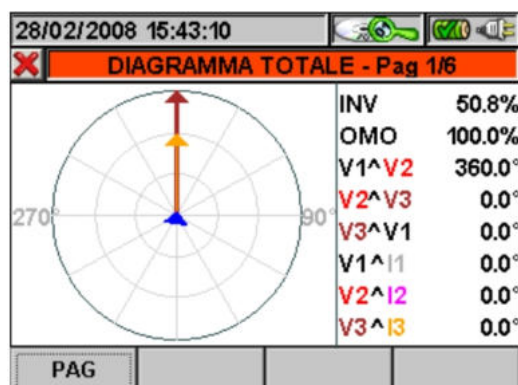 28/02/2008 15:43:10
DIAGRAMMA TOTALE - Pag 1/6
270°
90°
INV 50.8%
OMO 100.0%
V1^V2 360.0°
V2^V3 0.0°
V3^V1 0.0°
V1^I1 0.0°
V2^I2 0.0°
V3^I3 0.0°
PAG